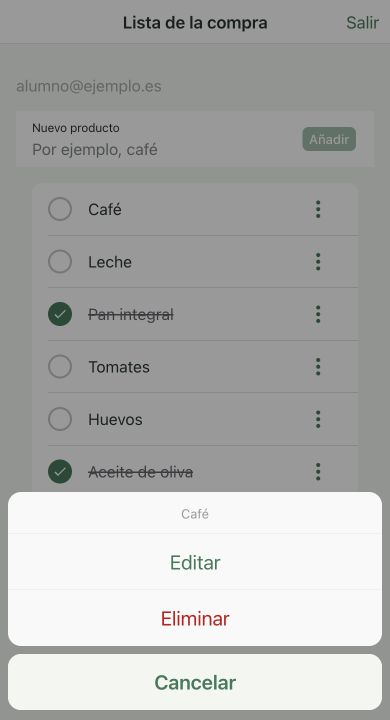 Lista de la compra
Salir
alumno@ejemplo.es
Nuevo producto
Por ejemplo, café
Añadir
Café
Leche
Pan integral
Tomates
Huevos
Aceite de oliva
Café
Editar
Eliminar
Cancelar